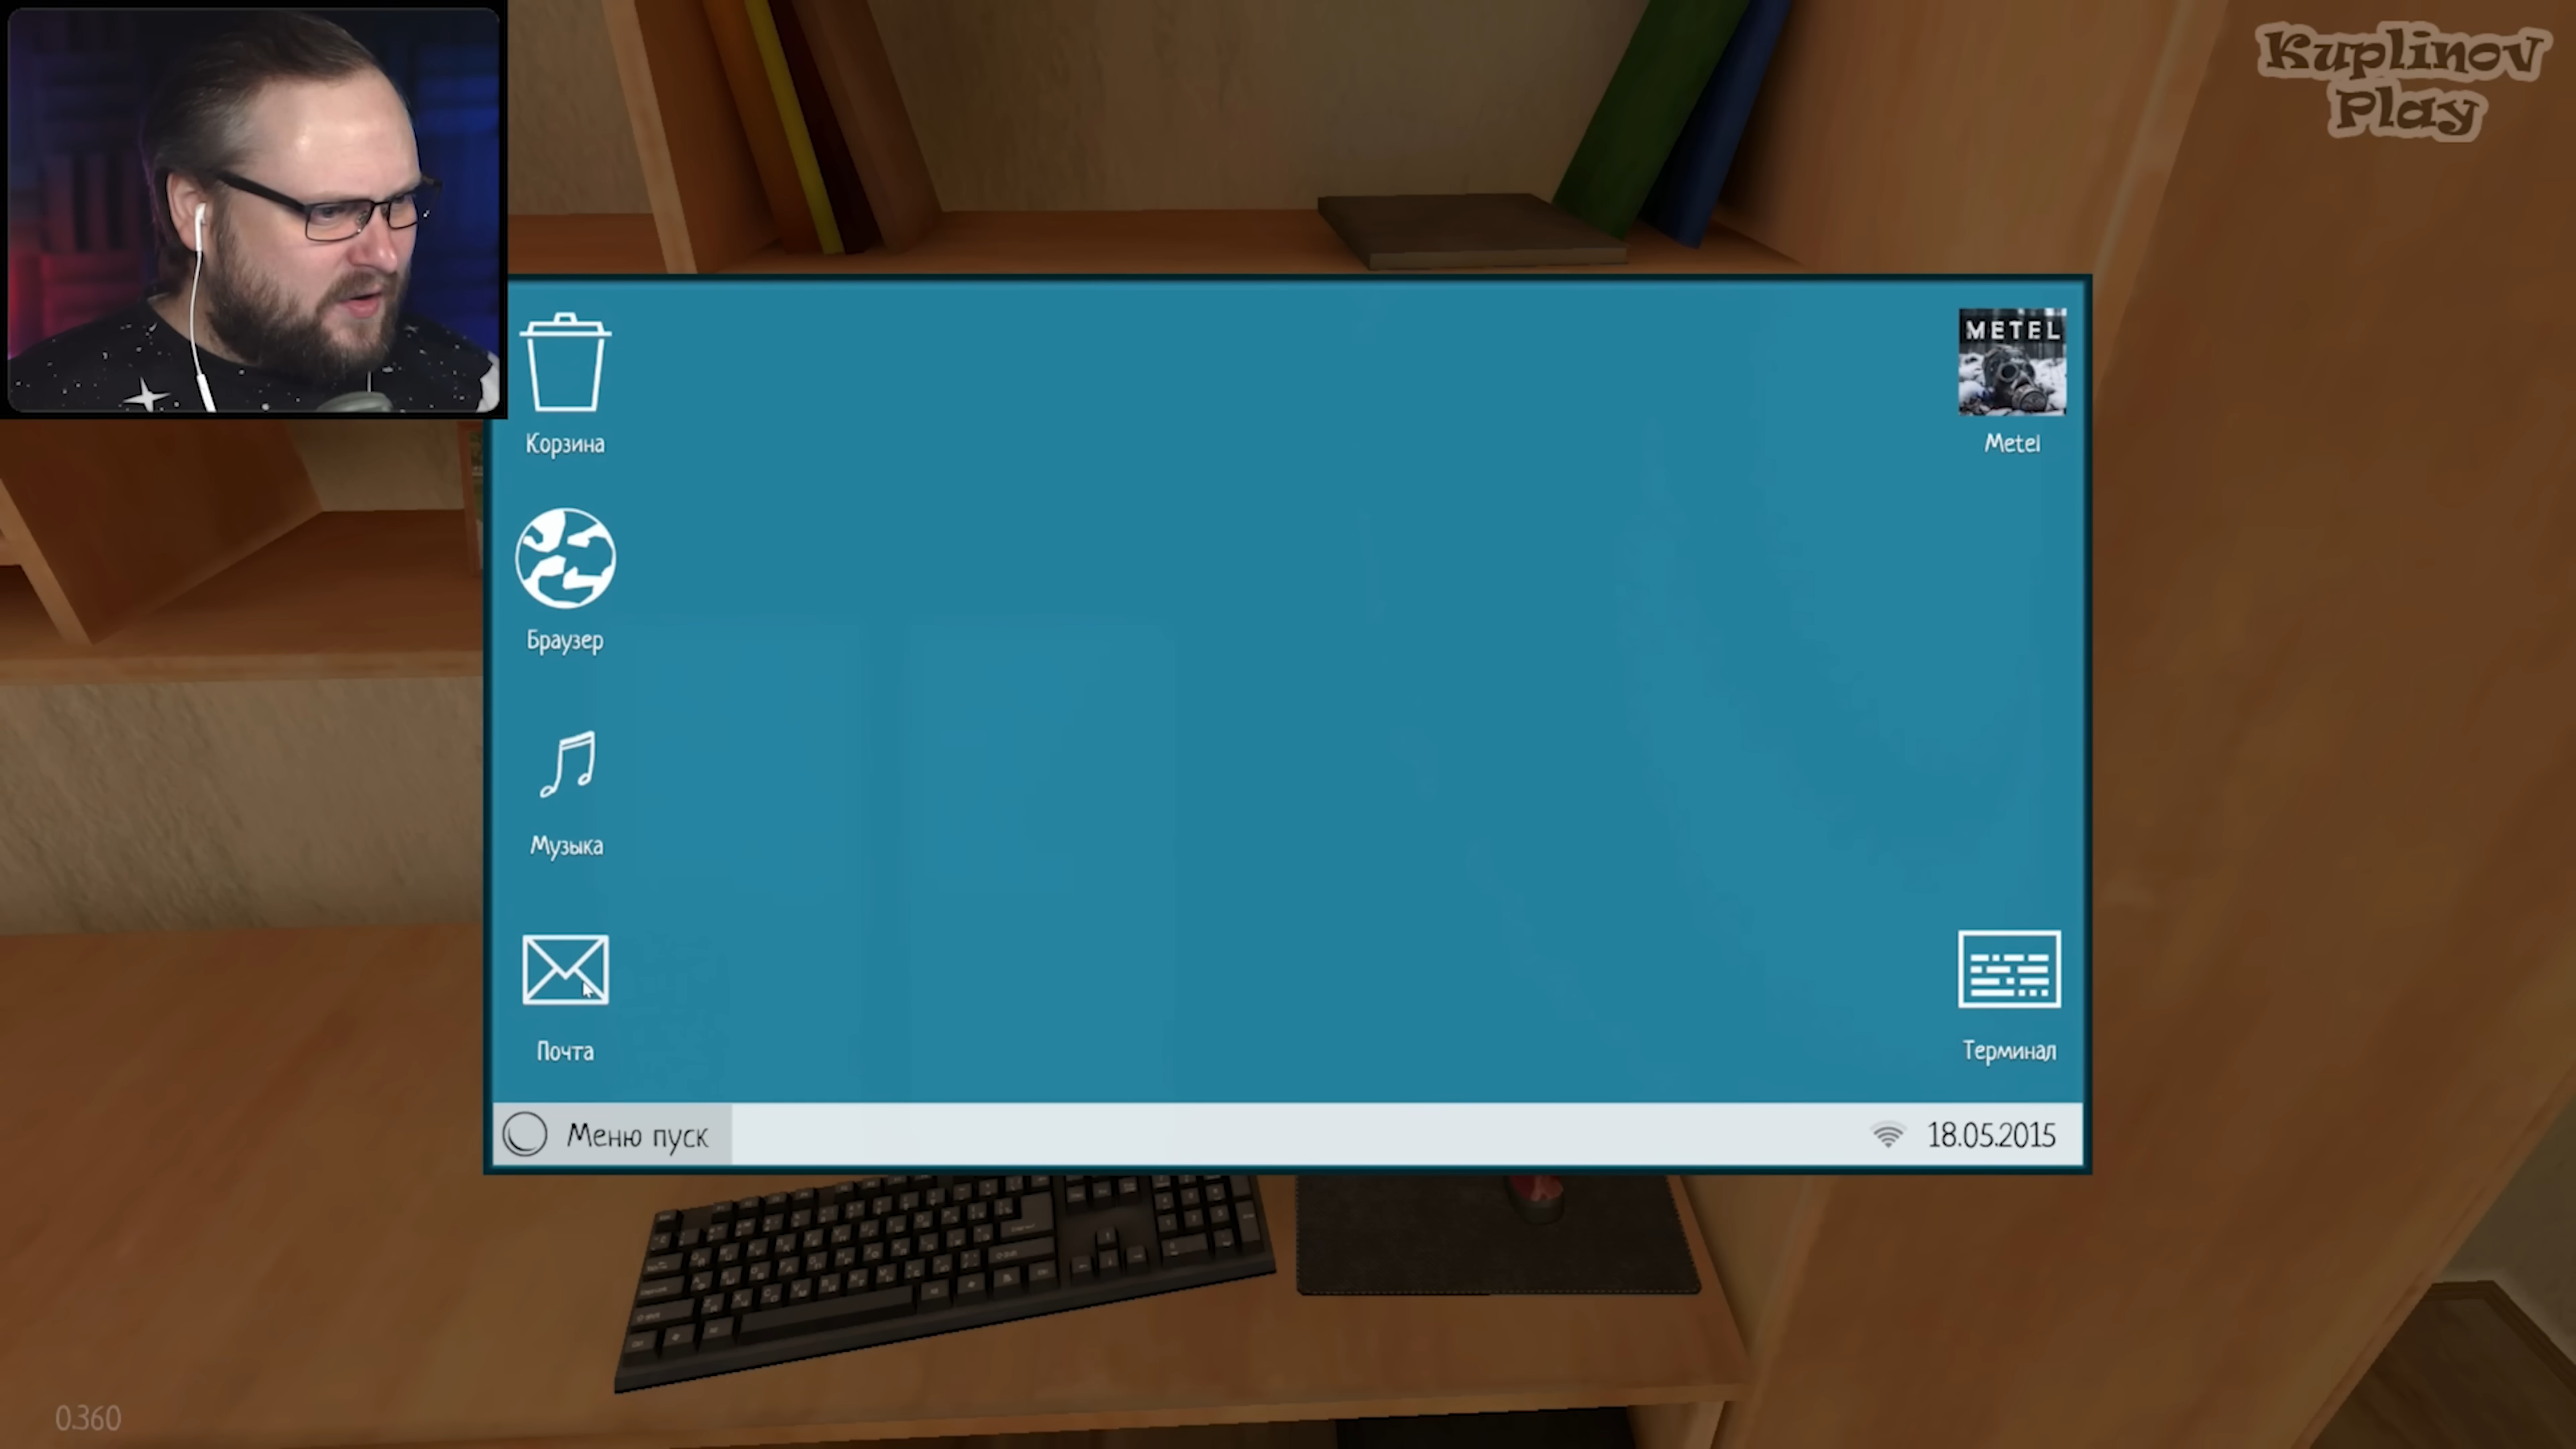 Kuplinov
Play
METEL
Корзина
Metel
Браузер
Музыка
Почта
Терминал
Меню пуск
18.05.2015
0.360